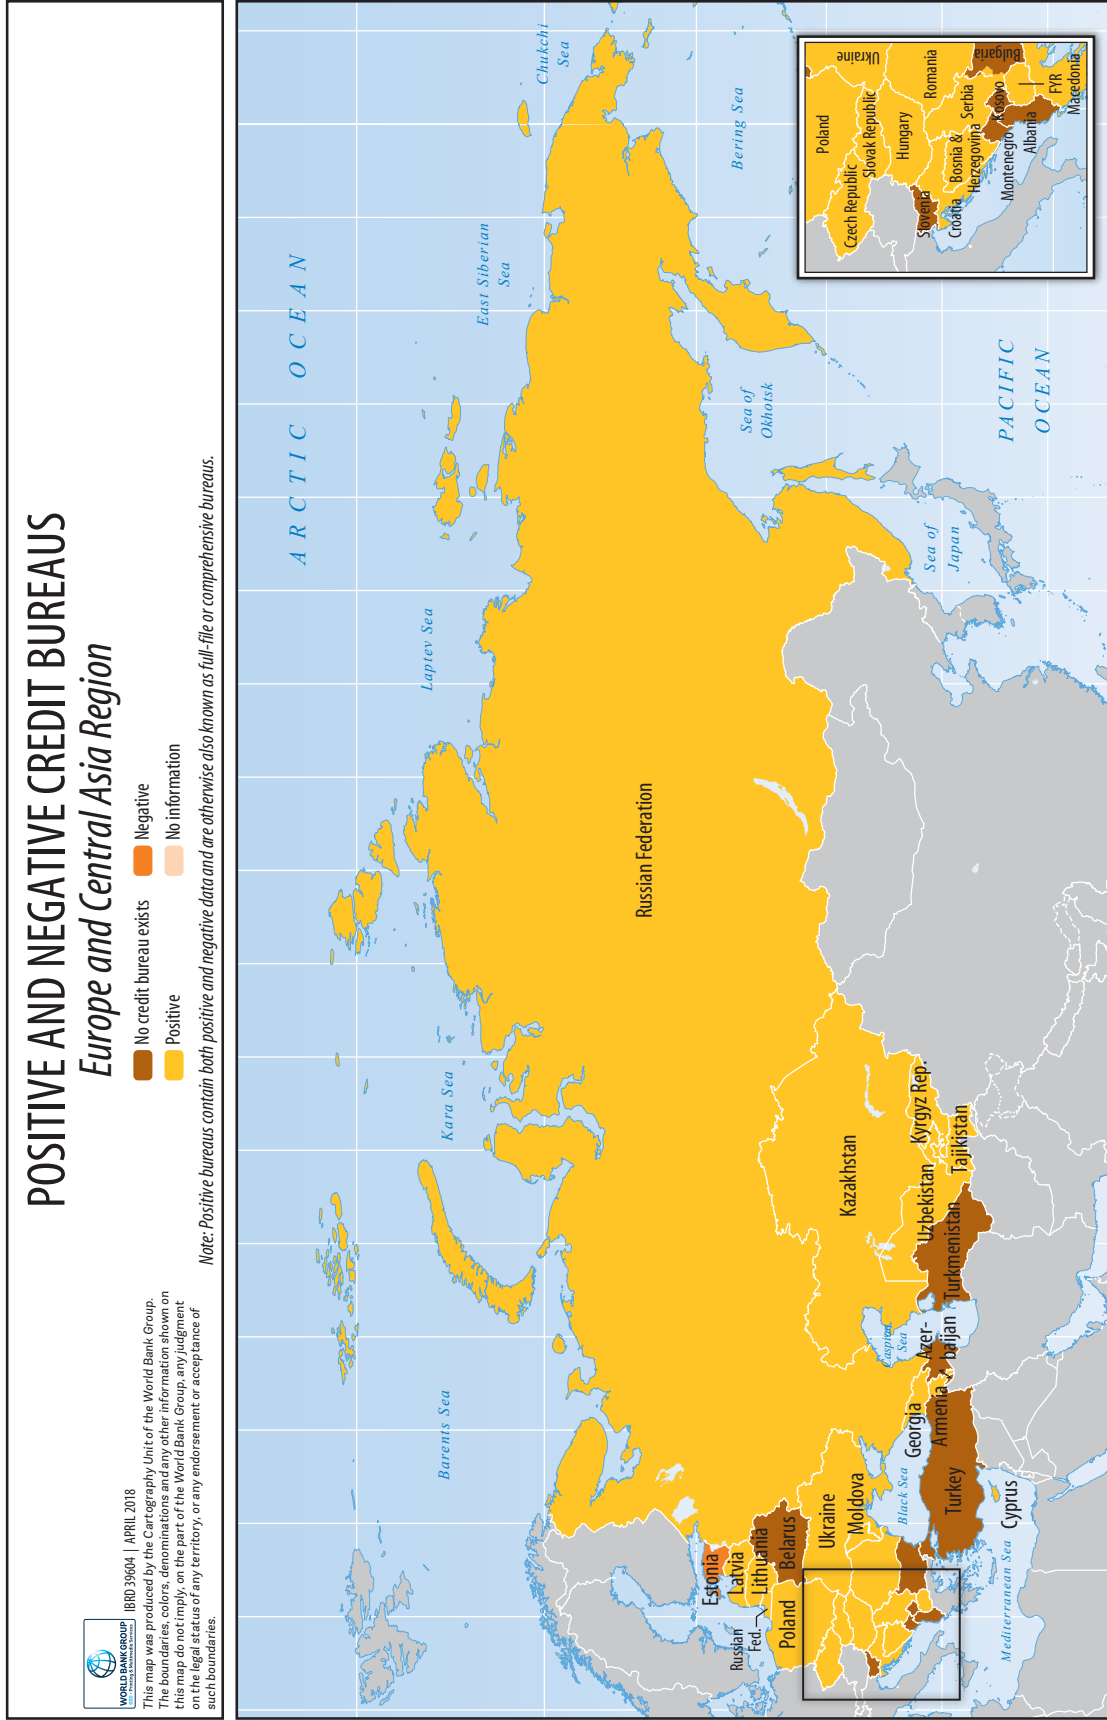 POSITIVE AND NEGATIVE CREDIT BUREAUS
Europe and Central Asia Region
No credit bureau exists
Positive
Negative
No information
Note: Positive bureaus contain both positive and negative data and are otherwise also known as full-file or comprehensive bureaus.
WORLD BANK GROUP
IBRD 39604 | APRIL 2018
This map was produced by the Cartography Unit of the World Bank Group.
The boundaries, colors, denominations and any other information shown on
this map do not imply, on the part of the World Bank Group, any judgment
on the legal status of any territory, or any endorsement or acceptance of
such boundaries.
ARCTIC OCEAN
Barents Sea
Kara Sea
Laptev Sea
East Siberian
Sea
Chukchi
Sea
Bering Sea
Sea of
Okhotsk
Sea of
Japan
PACIFIC
OCEAN
Russian Federation
Kazakhstan
Kyrgyz Rep.
Uzbekistan
Tajikistan
Turkmenistan
Caspian
Sea
Azer-
baijan
Georgia
Armenia
Black Sea
Turkey
Cyprus
Mediterranean Sea
Estonia
Latvia
Lithuania
Belarus
Russian
Fed.
Poland
Ukraine
Moldova
Poland
Ukraine
Czech Republic
Slovak Republic
Hungary
Romania
Slovenia
Croatia
Bosnia &
Herzegovina
Serbia
Montenegro
Kosovo
Albania
Bulgaria
FYR
Macedonia